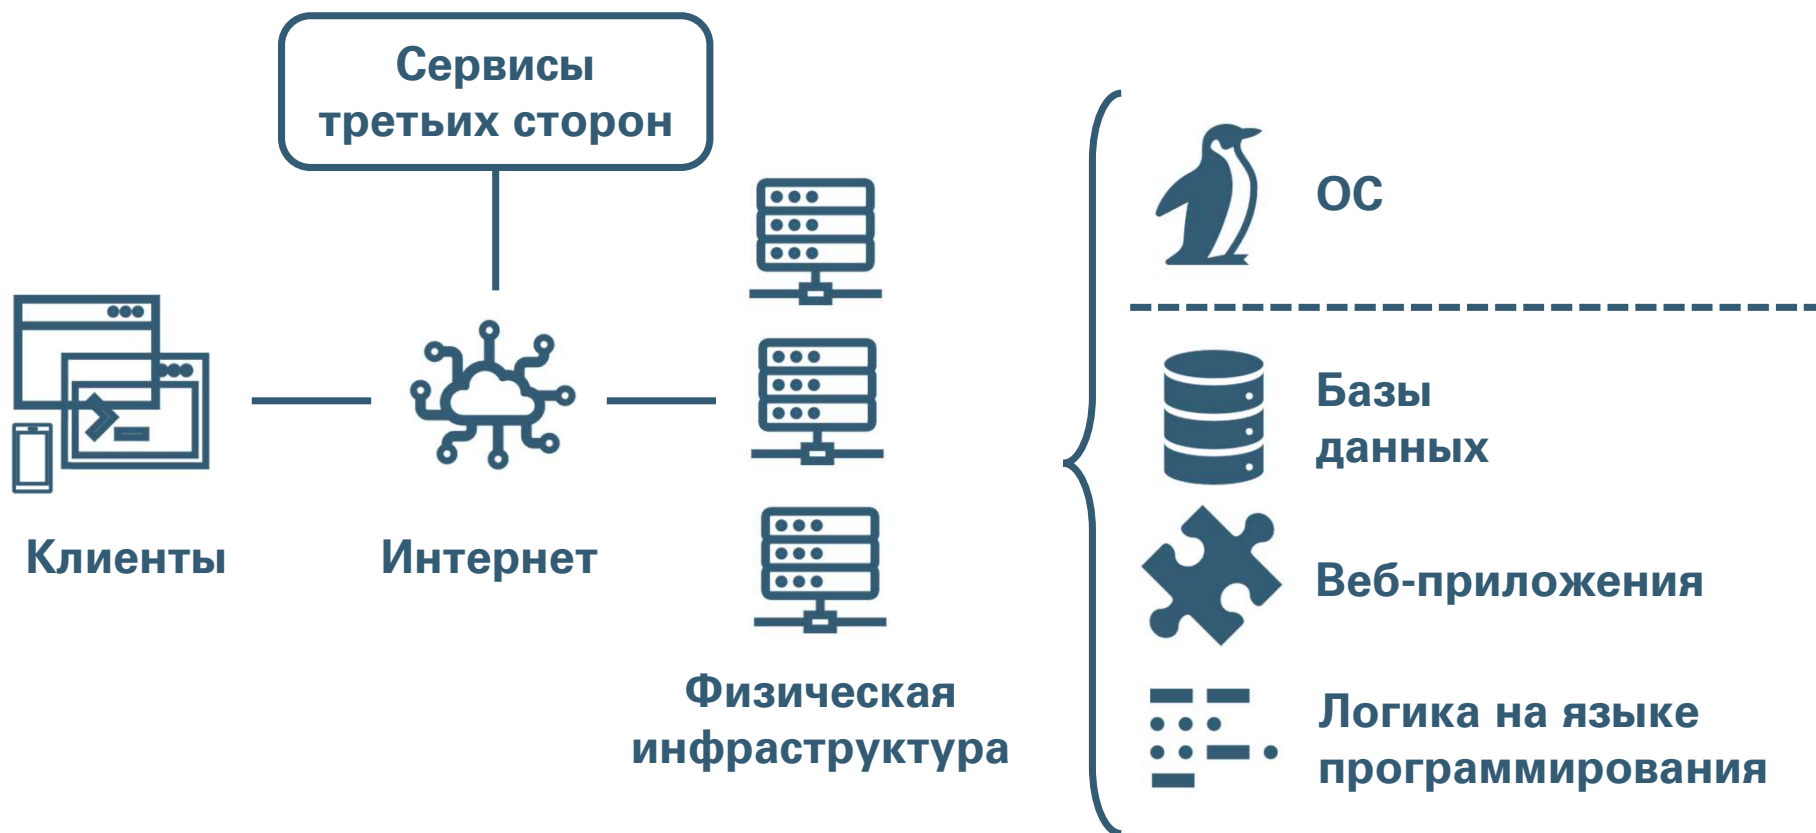 Сервисы
третьих сторон
Клиенты
Интернет
Физическая
инфраструктура
ОС
Базы
данных
Веб-приложения
Логика на языке
программирования